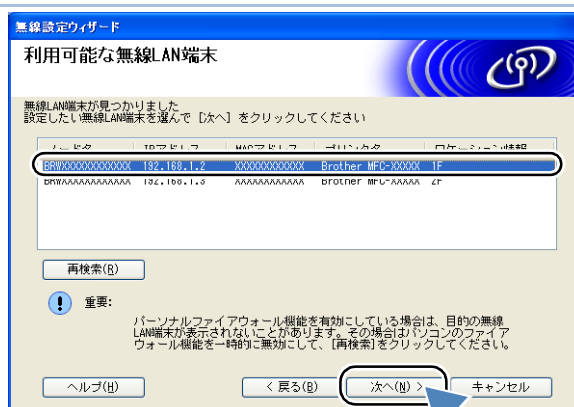 無線設定ウィザード
利用可能な無線LAN端末
無線LAN端末が見つかりました
設定したい無線LAN端末を選んで [次へ] をクリックしてください
ノード名 IPアドレス MACアドレス プリンタ名 ロケーション情報
BRWXXXXXXXXXXXX 192.168.1.2 XXXXXXXXXXXX Brother MFC-XXXXX 1F
BRWXXXXXXXXXXXX 192.168.1.3 XXXXXXXXXXXX Brother MFC-XXXXX 2F
再検索(R)
重要:
パーソナルファイアウォール機能を有効にしている場合は、目的の無線
LAN端末が表示されないことがあります。その場合はパソコンのファイア
ウォール機能を一時的に無効にして、[再検索]をクリックしてください。
ヘルプ(H) < 戻る(B) 次へ(N) > キャンセル